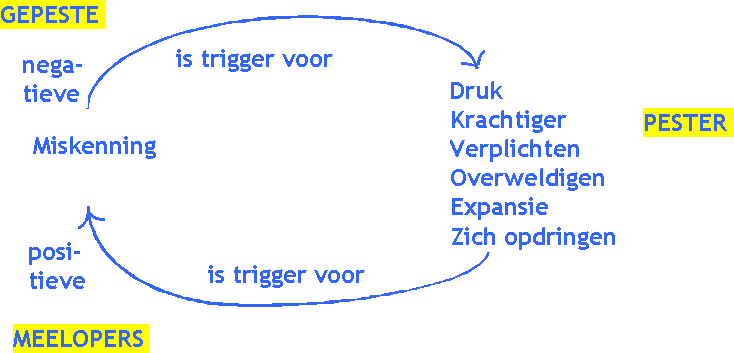 GEPESTE
nega-
tieve
is trigger voor
Miskenning
Druk
Krachtiger
Verplichten
Overweldigen
Expansie
Zich opdringen
PESTER
posi-
tieve
is trigger voor
MEELOPERS